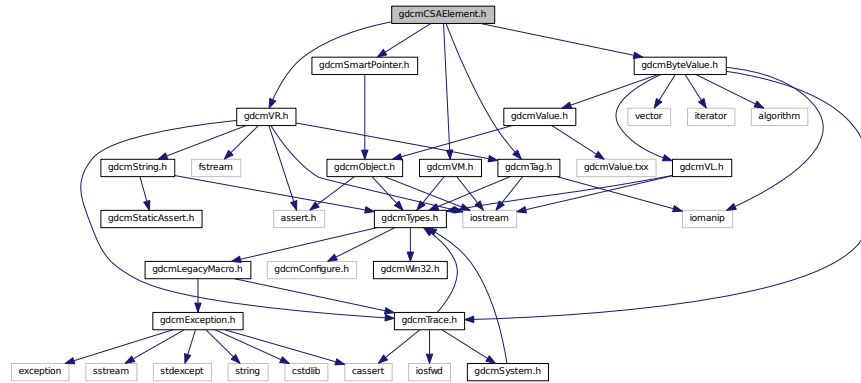 gdcmCSAElement.h
gdcmSmartPointer.h
gdcmByteValue.h
gdcmVR.h
gdcmValue.h
vector
iterator
algorithm
gdcmString.h
fstream
gdcmObject.h
gdcmVM.h
gdcmTag.h
gdcmValue.txx
gdcmVL.h
gdcmStaticAssert.h
assert.h
gdcmTypes.h
iostream
iomanip
gdcmLegacyMacro.h
gdcmConfigure.h
gdcmWin32.h
gdcmException.h
gdcmTrace.h
exception
sstream
stdexcept
string
cstdlib
cassert
iosfwd
gdcmSystem.h